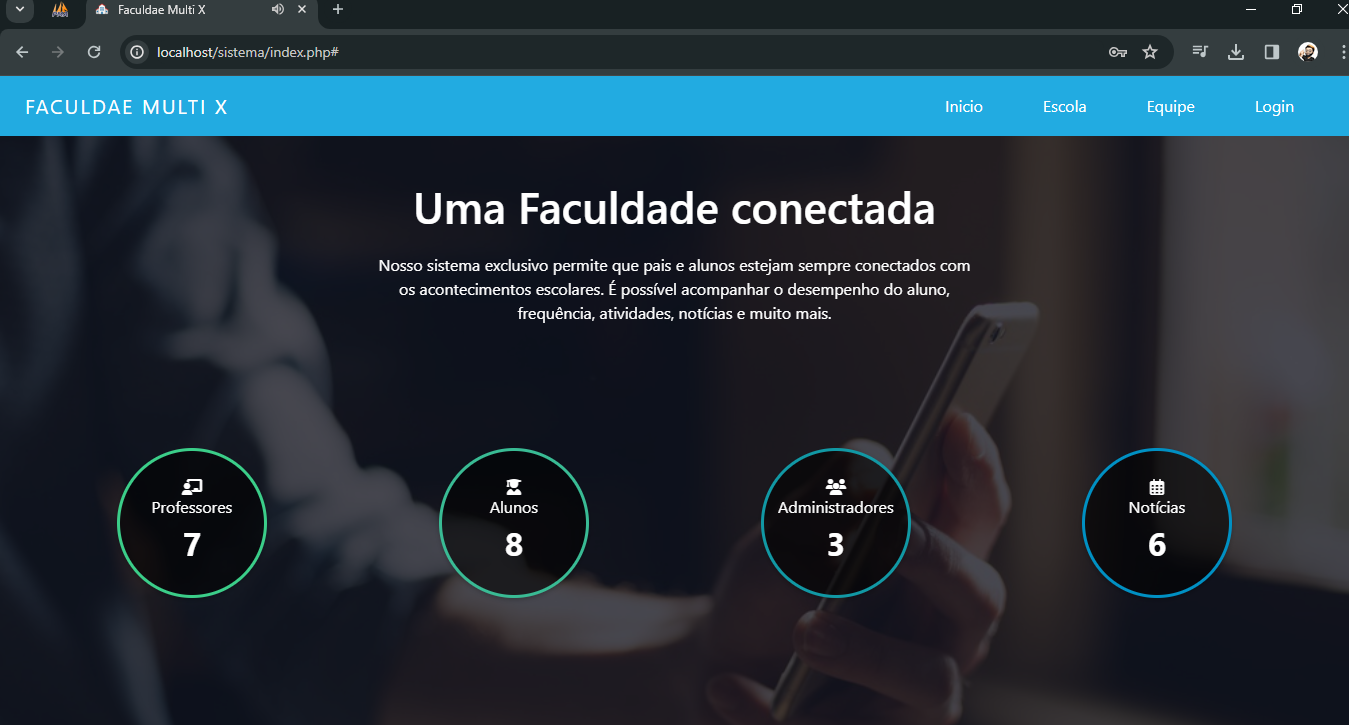 Faculdae Multi X
localhost/sistema/index.php#
FACULDAE MULTI X
Inicio
Escola
Equipe
Login
Uma Faculdade conectada
Nosso sistema exclusivo permite que pais e alunos estejam sempre conectados com
os acontecimentos escolares. É possível acompanhar o desempenho do aluno,
frequência, atividades, notícias e muito mais.
Professores
7
Alunos
8
Administradores
3
Notícias
6